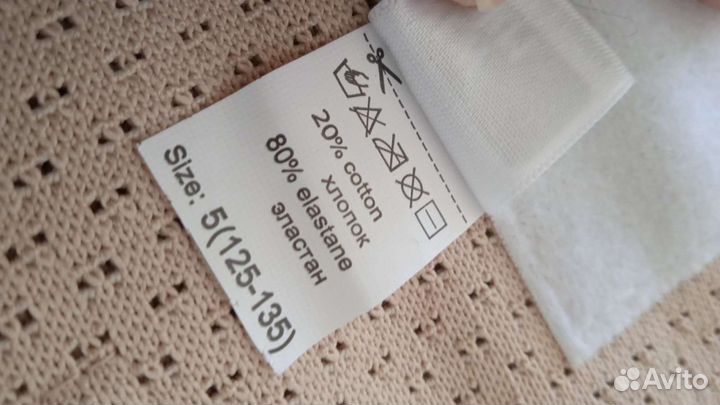 20% cotton
хлопок
80% elastane
эластан
Size: 5(125-135)
Avito